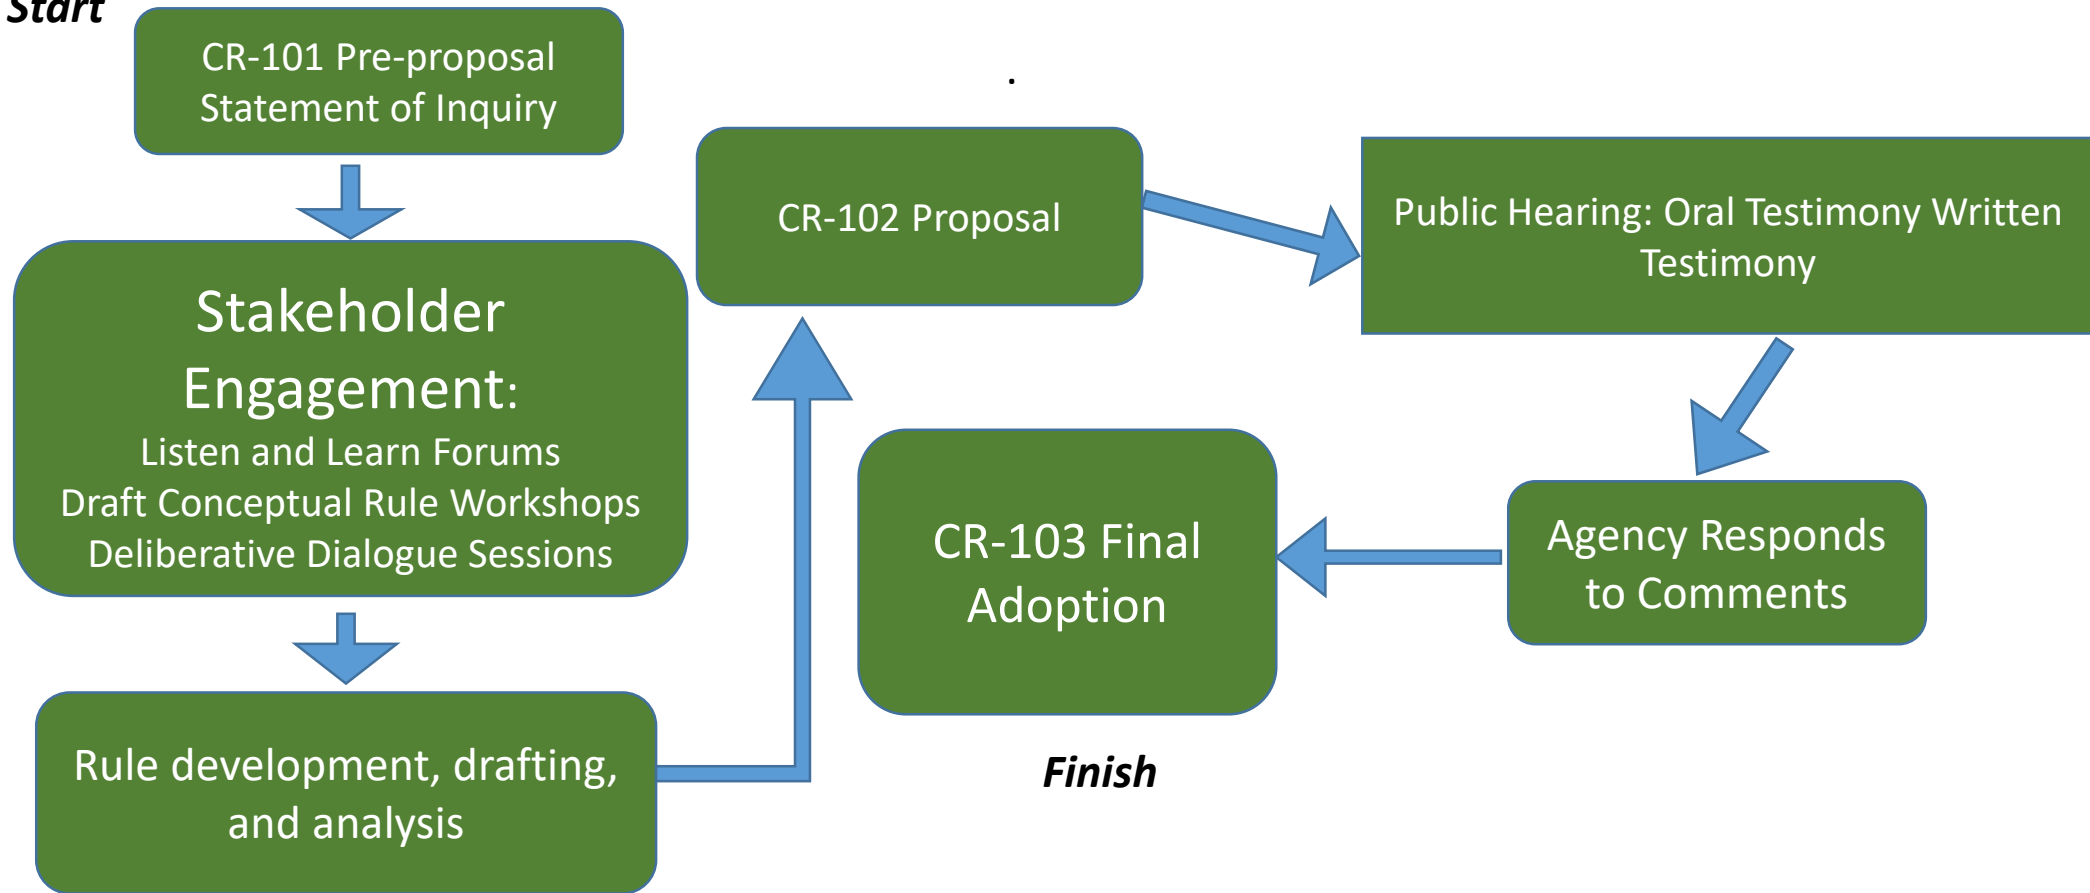 Start
CR-101 Pre-proposal
Statement of Inquiry
Stakeholder
Engagement:
Listen and Learn Forums
Draft Conceptual Rule Workshops
Deliberative Dialogue Sessions
Rule development, drafting,
and analysis
.
CR-102 Proposal
Public Hearing: Oral Testimony Written
Testimony
Agency Responds
to Comments
CR-103 Final
Adoption
Finish